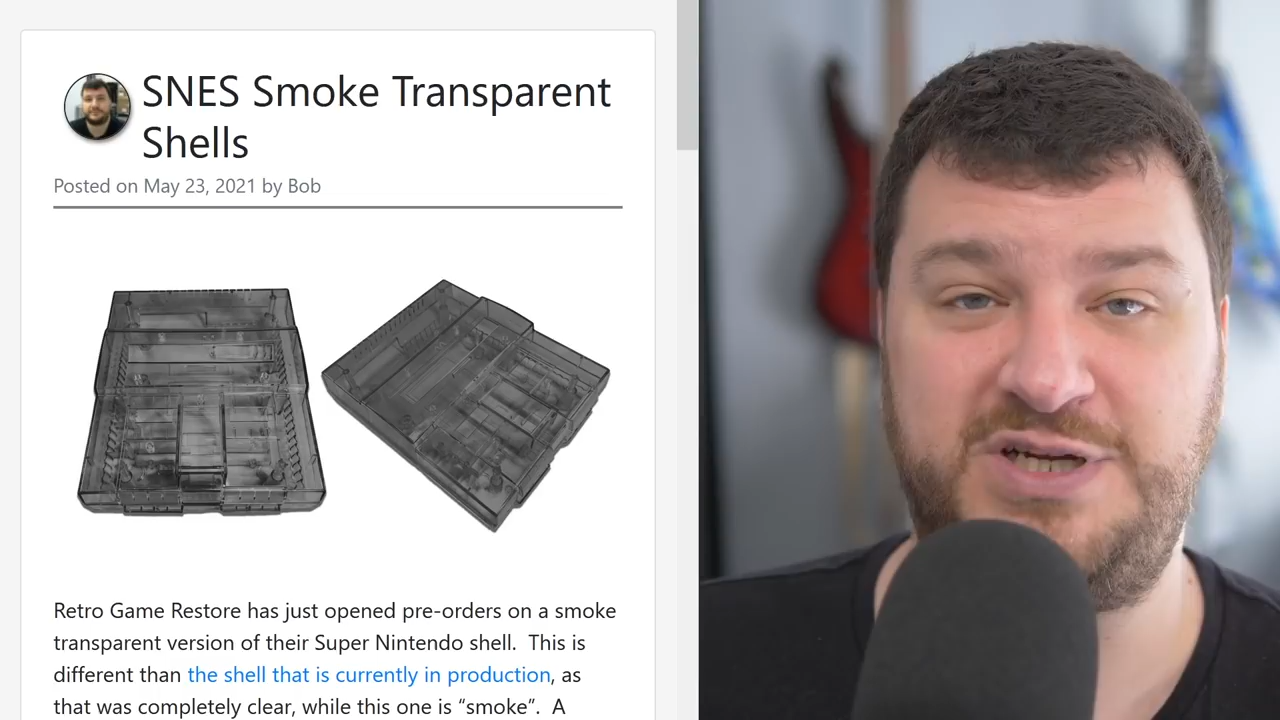 SNES Smoke Transparent
Shells
Posted on May 23, 2021 by Bob
Retro Game Restore has just opened pre-orders on a smoke
transparent version of their Super Nintendo shell.  This is
different than the shell that is currently in production, as
that was completely clear, while this one is “smoke”.  A